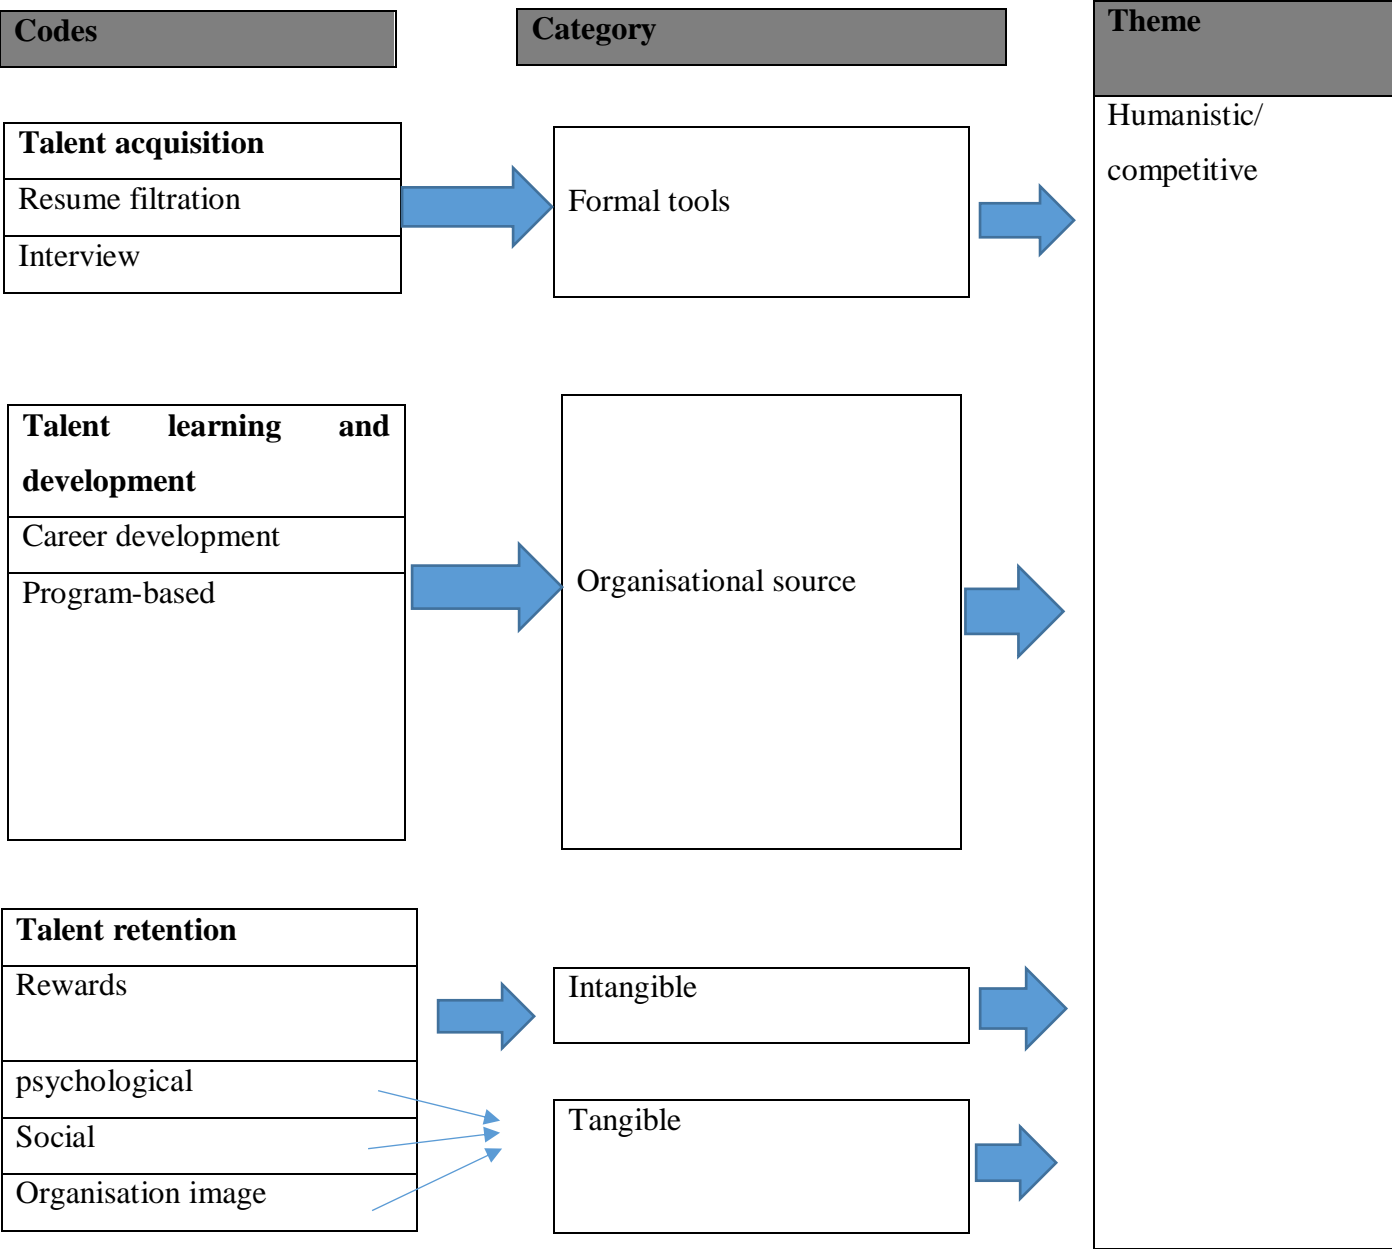 Codes
Category
Theme
Talent acquisition
Resume filtration
Interview
Formal tools
Humanistic/
competitive
Talent learning and
development
Career development
Program-based
Organisational source
Talent retention
Rewards
psychological
Social
Organisation image
Intangible
Tangible